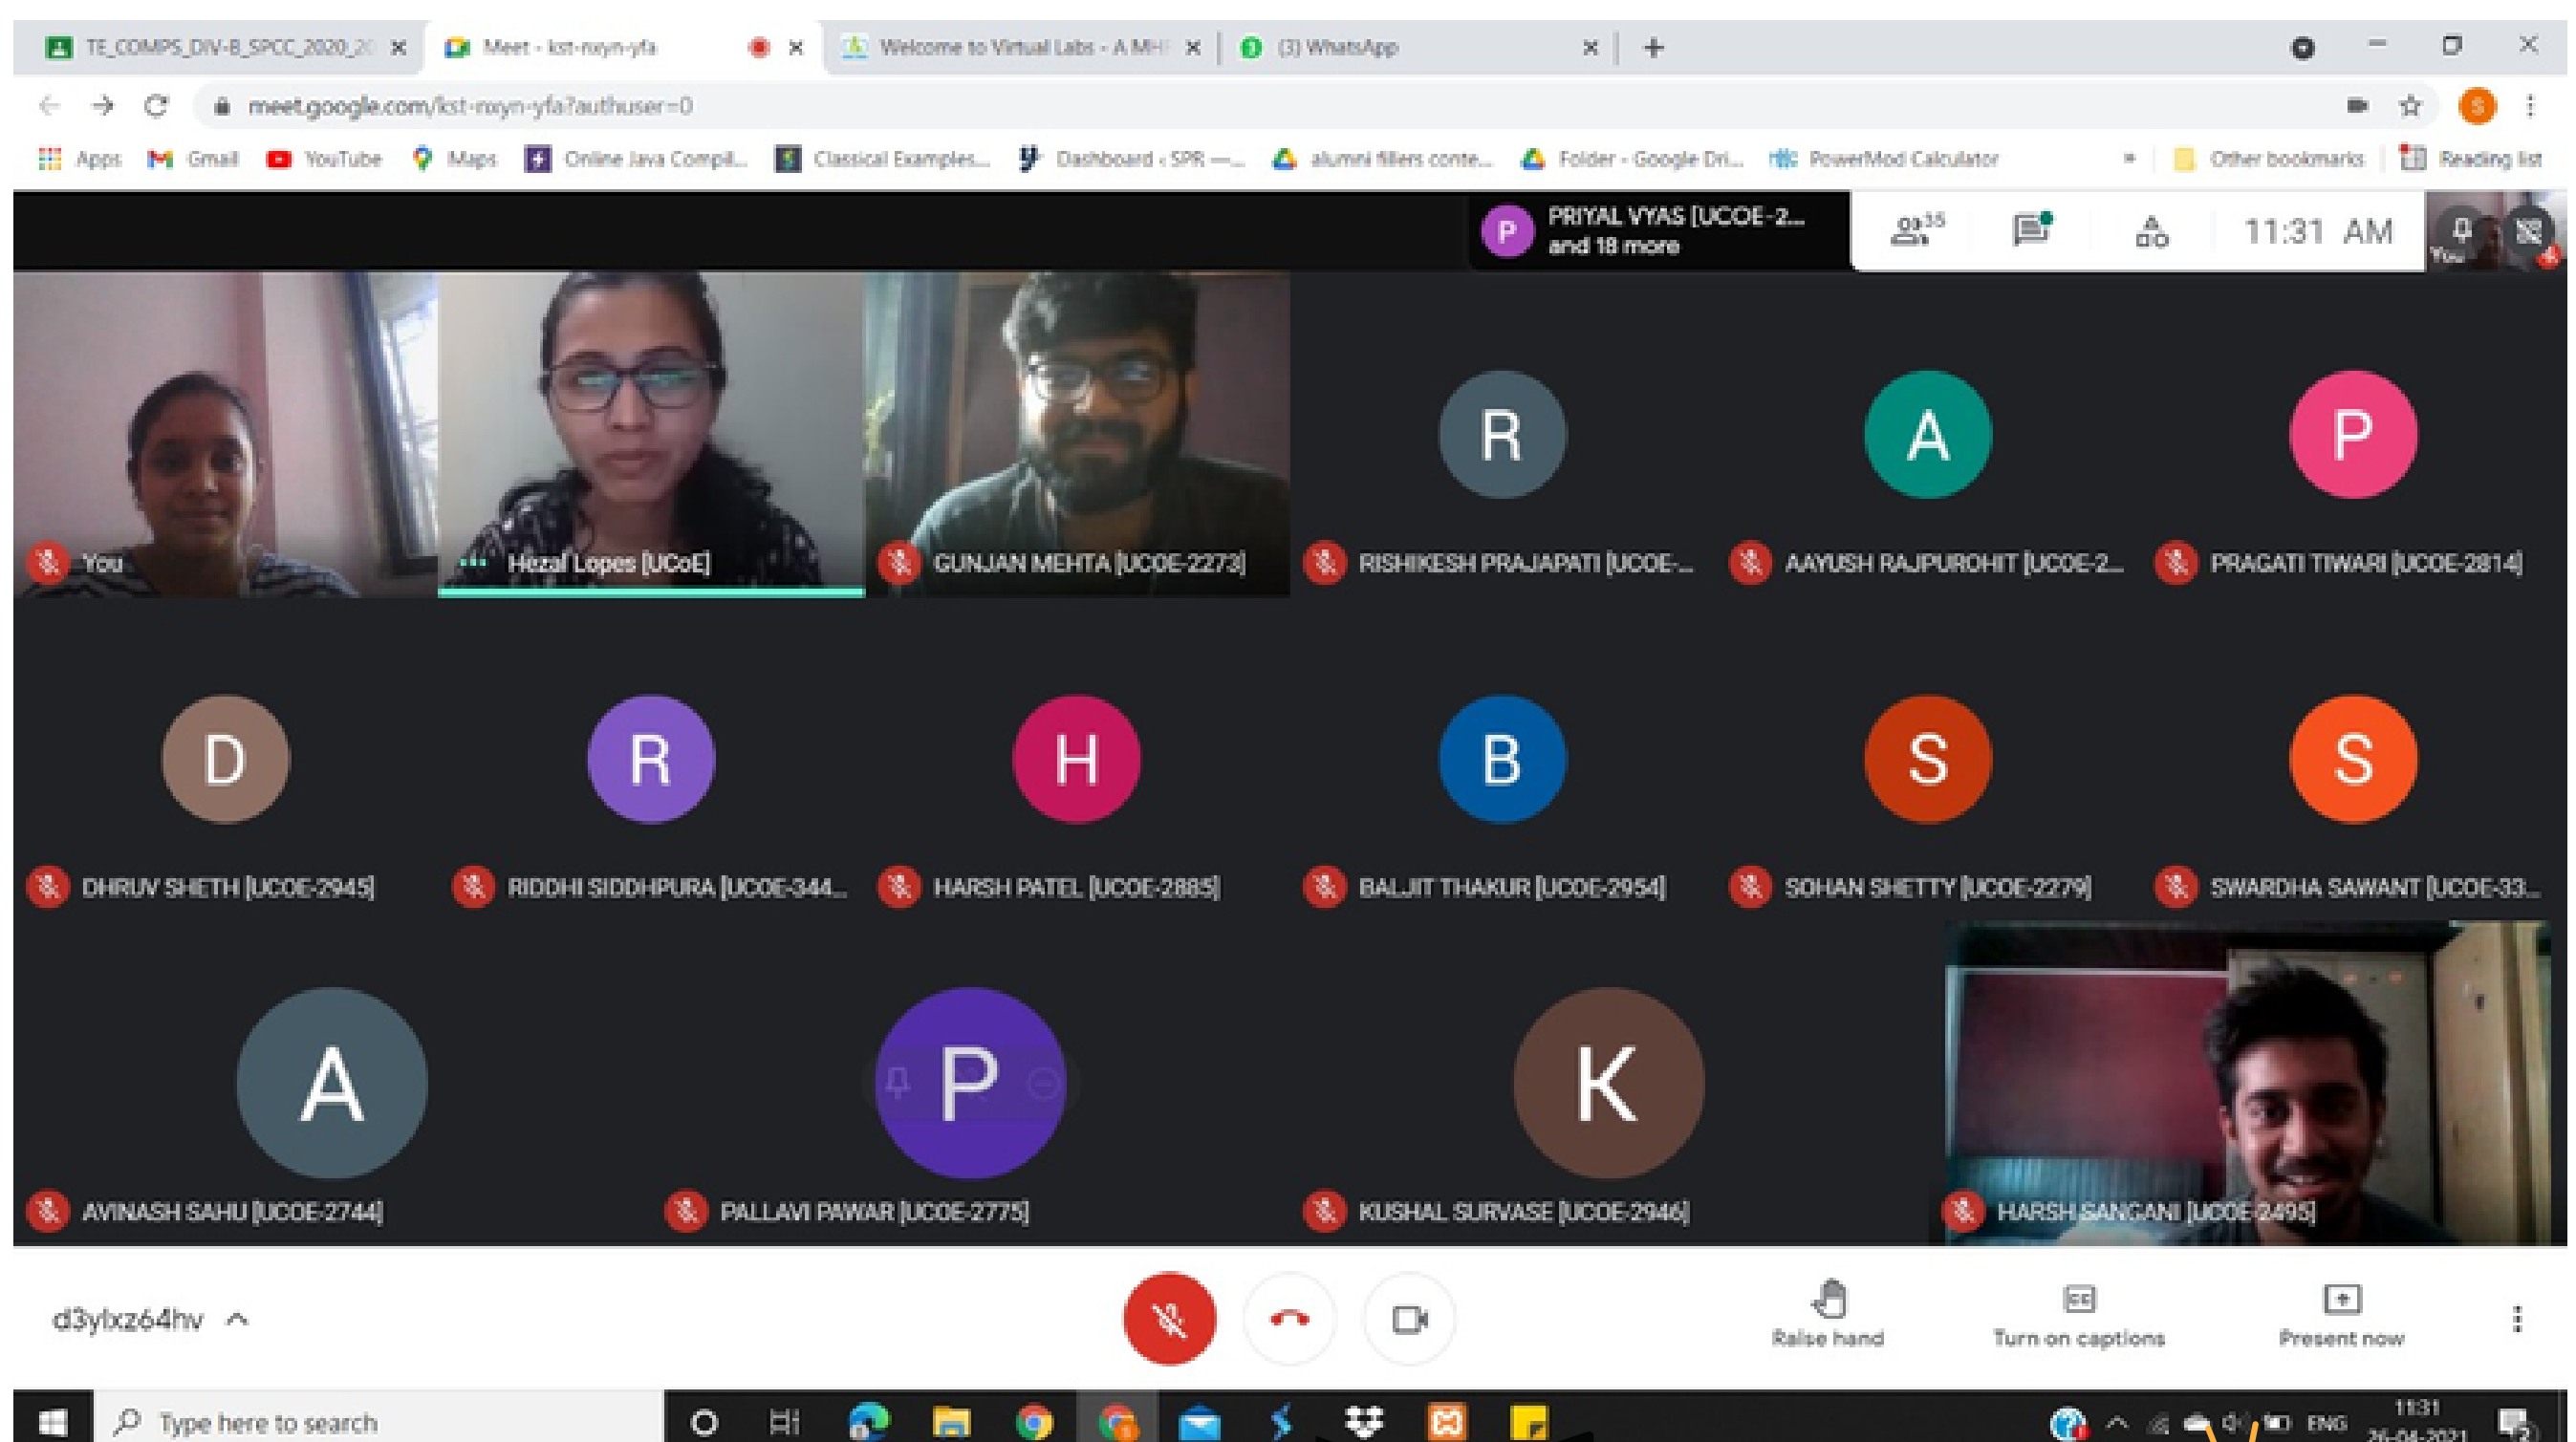 TE_COMPS_DIV-B_SPCC_2020_20
Meet - kst-nxyn-yfa
Welcome to Virtual Labs - A MHR
(3) WhatsApp
meet.google.com/kst-nxyn-yfa?authuser=0
S
Apps
Gmail
YouTube
Maps
Online Java Compil...
Classical Examples...
Dashboard ‹ SPR —...
alumni fillers conte...
Folder - Google Dri...
PowerMod Calculator
»
Other bookmarks
Reading list
P
PRIYAL VYAS [UCOE-2...
and 18 more
35
11:31 AM
You
You
Hezal Lopes [UCoE]
GUNJAN MEHTA [UCOE-2273]
R
RISHIKESH PRAJAPATI [UCOE-...
A
AAYUSH RAJPUROHIT [UCOE-2...
P
PRAGATI TIWARI [UCOE-2814]
D
DHRUV SHETH [UCOE-2945]
R
RIDDHI SIDDHPURA [UCOE-344...
H
HARSH PATEL [UCOE-2885]
B
BALJIT THAKUR [UCOE-2954]
S
SOHAN SHETTY [UCOE-2279]
S
SWARDHA SAWANT [UCOE-33...
A
AVINASH SAHU [UCOE-2744]
P
PALLAVI PAWAR [UCOE-2775]
K
KUSHAL SURVASE [UCOE-2946]
HARSH SANGANI [UCOE-2495]
d3ylxz64hv
Raise hand
Turn on captions
Present now
Type here to search
ENG
11:31
26-04-2021
2